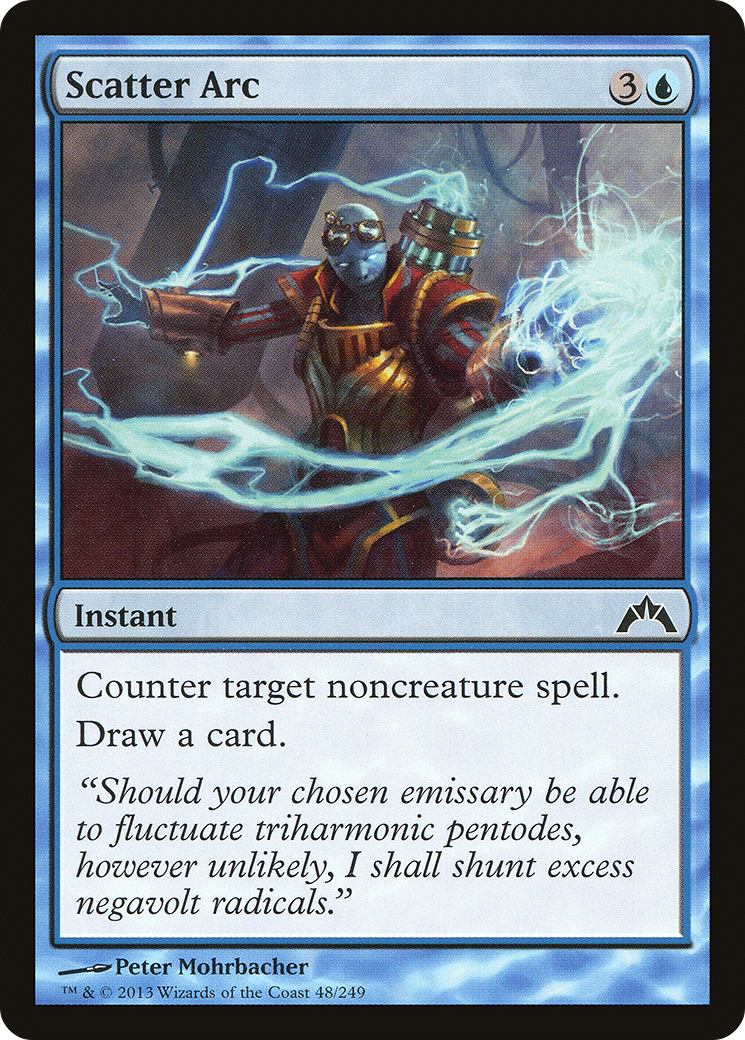 Scatter Arc
3
Instant
Counter target noncreature spell.
Draw a card.
“Should your chosen emissary be able
to fluctuate triharmonic pentodes,
however unlikely, I shall shunt excess
negavolt radicals.”
Peter Mohrbacher
™ & © 2013 Wizards of the Coast 48/249